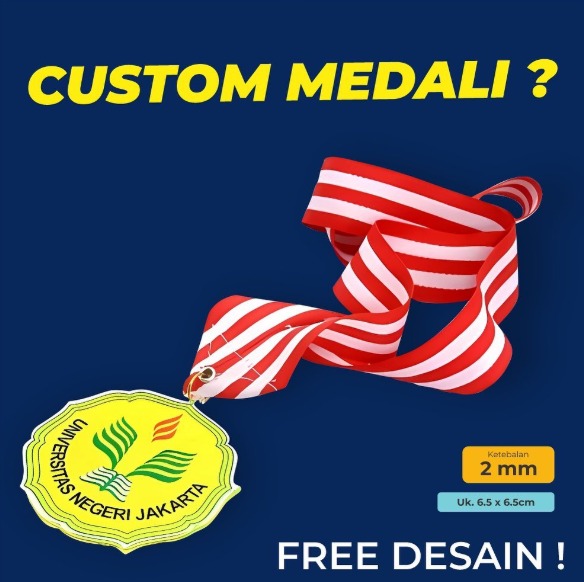 CUSTOM MEDALI ?
UNIVERSITAS NEGERI JAKARTA
Ketebalan
2 mm
Uk. 6.5 x 6.5cm
FREE DESAIN !